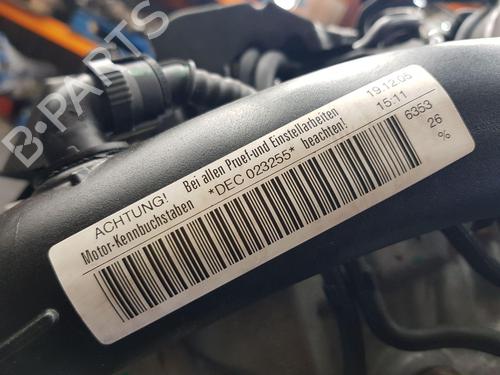 ACHTUNG! Bei allen Pruef-und Einstellarbeiten
Motor-Kennbuchstaben *DEC 023255* beachten!
19.12.05
15:11
6353
26
%
B-PARTS